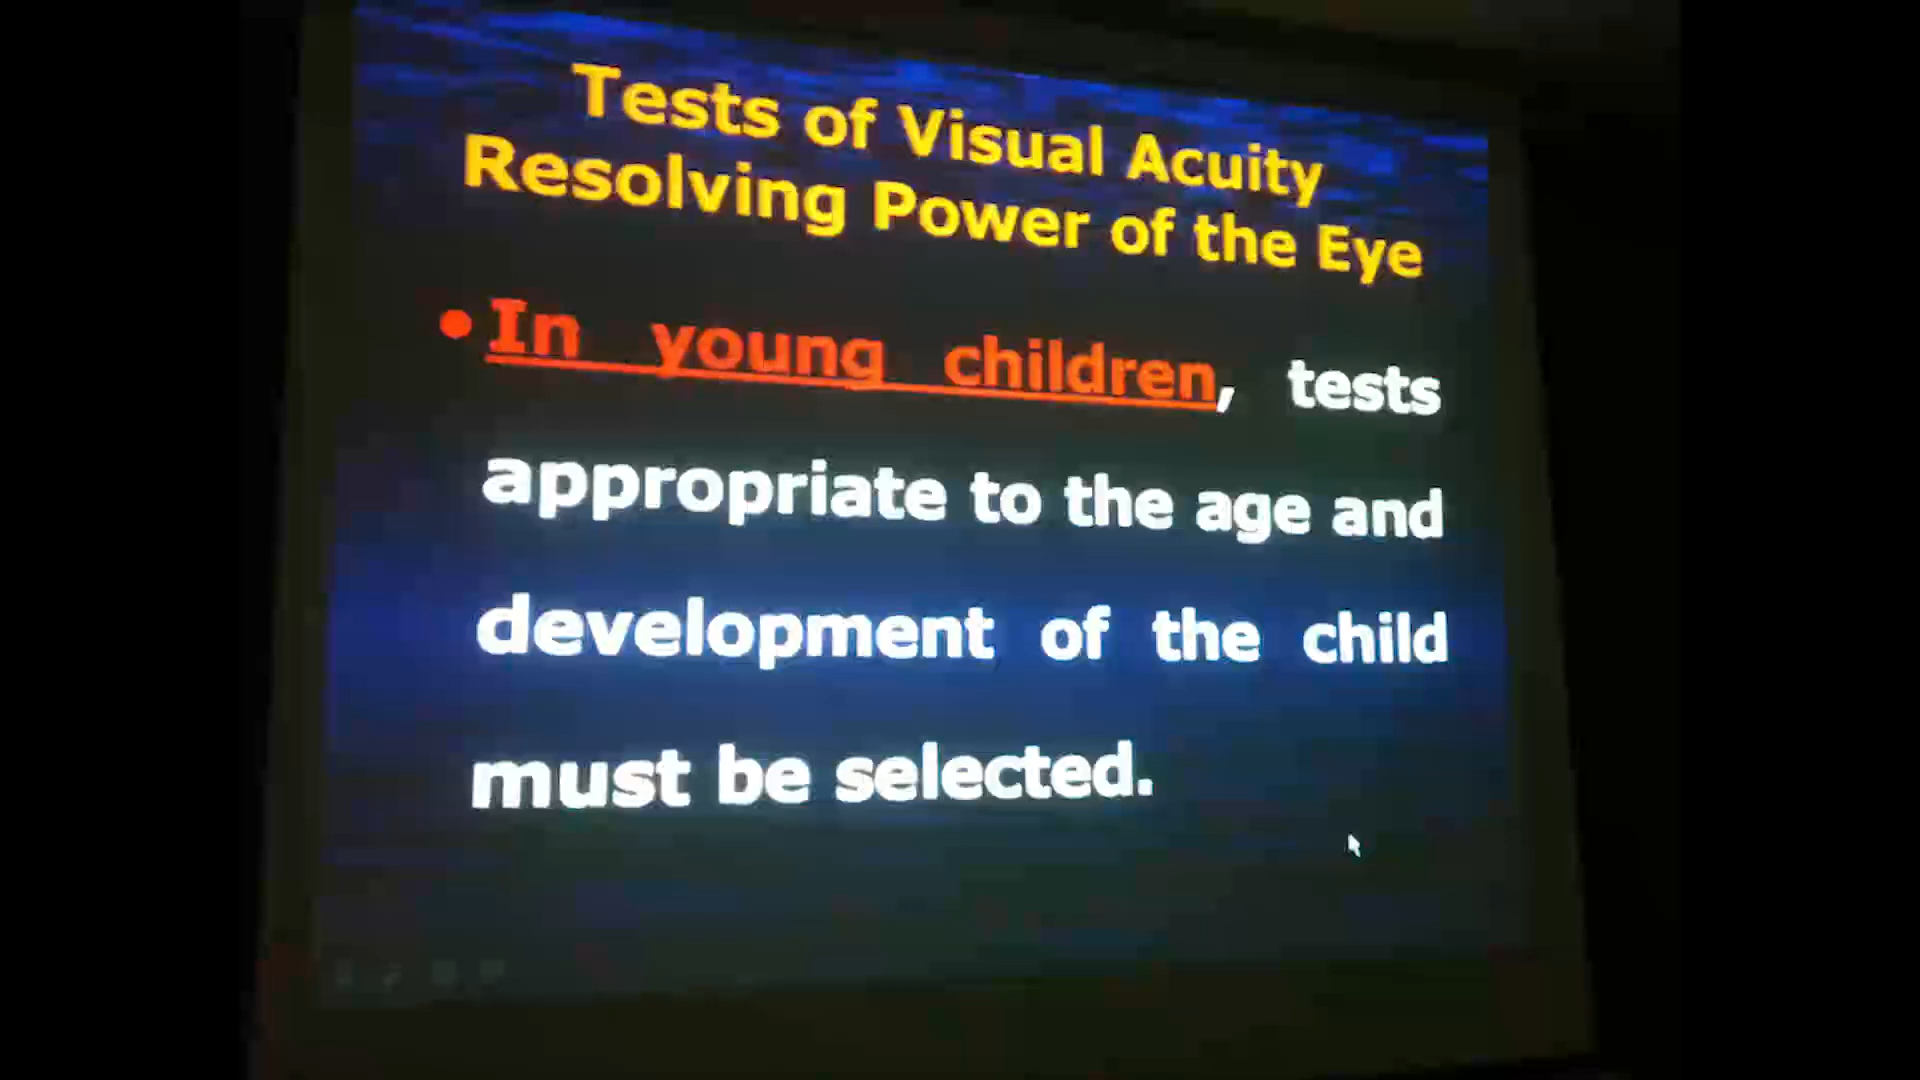 Tests of Visual Acuity
Resolving Power of the Eye
• In young children, tests
appropriate to the age and
development of the child
must be selected.